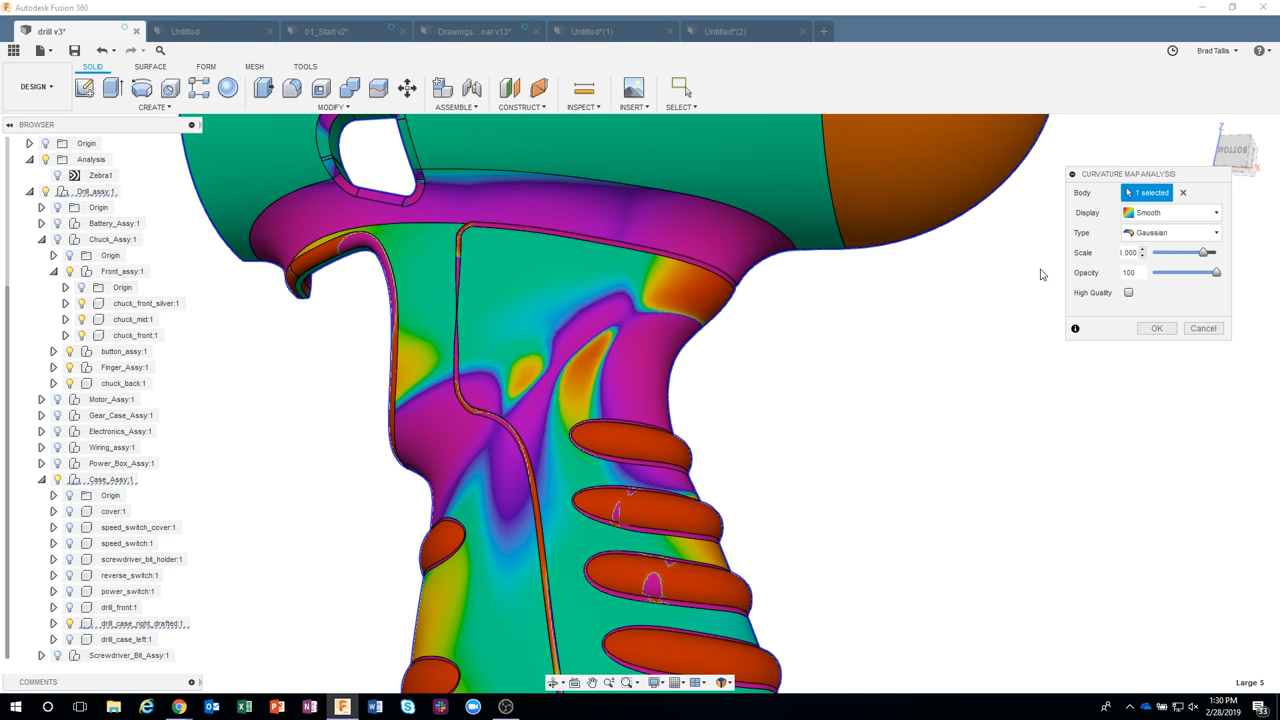 Autodesk Fusion 360
drill v3*
Untitled
01_Start v2*
Drawings...nar v13*
Untitled*(1)
Untitled*(2)
Brad Tallis
SOLID SURFACE FORM MESH TOOLS
DESIGN
CREATE MODIFY ASSEMBLE CONSTRUCT INSPECT INSERT SELECT
BROWSER
Origin
Analysis
Zebra1
Drill_assy:1
Origin
Battery_Assy:1
Chuck_Assy:1
Origin
Front_assy:1
Origin
chuck_front_silver:1
chuck_mid:1
chuck_front:1
button_assy:1
Finger_Assy:1
chuck_back:1
Motor_Assy:1
Gear_Case_Assy:1
Electronics_Assy:1
Wiring_assy:1
Power_Box_Assy:1
Case_Assy:1
Origin
cover:1
speed_switch_cover:1
speed_switch:1
screwdriver_bit_holder:1
reverse_switch:1
power_switch:1
drill_front:1
drill_case_right_drafted:1
drill_case_left:1
Screwdriver_Bit_Assy:1
COMMENTS
Z
BOTTOM
X
CURVATURE MAP ANALYSIS
Body 1 selected
Display Smooth
Type Gaussian
Scale 1.000
Opacity 100
High Quality
OK Cancel
Large S
1:30 PM
2/28/2019
33